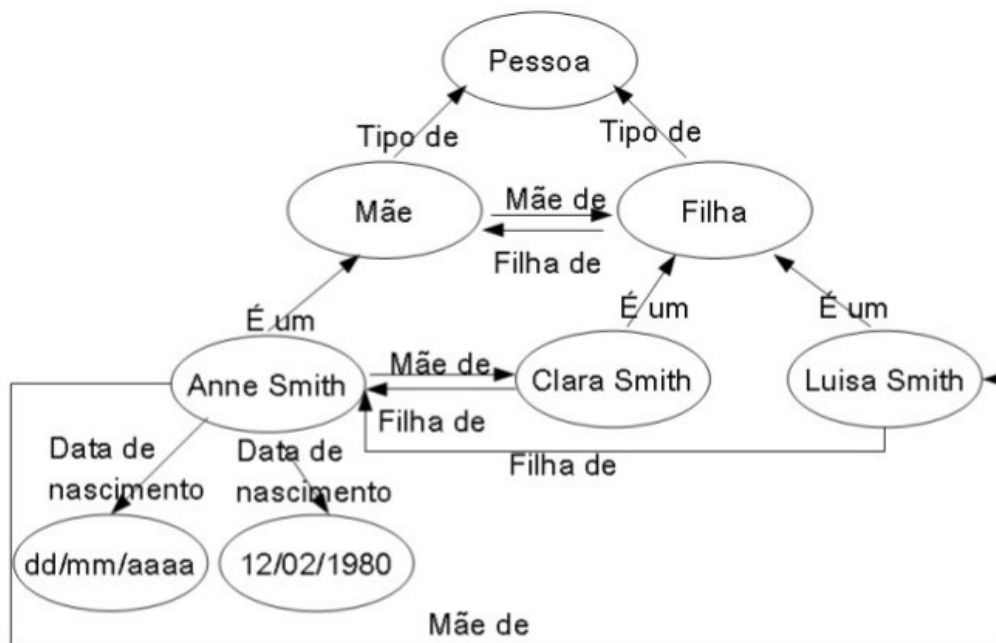 Pessoa
Tipo de
Tipo de
Mãe
Mãe de
Filha
Filha de
É um
É um
É um
Anne Smith
Mãe de
Clara Smith
Luisa Smith
Filha de
Filha de
Data de
nascimento
Data de
nascimento
dd/mm/aaaa
12/02/1980
Mãe de